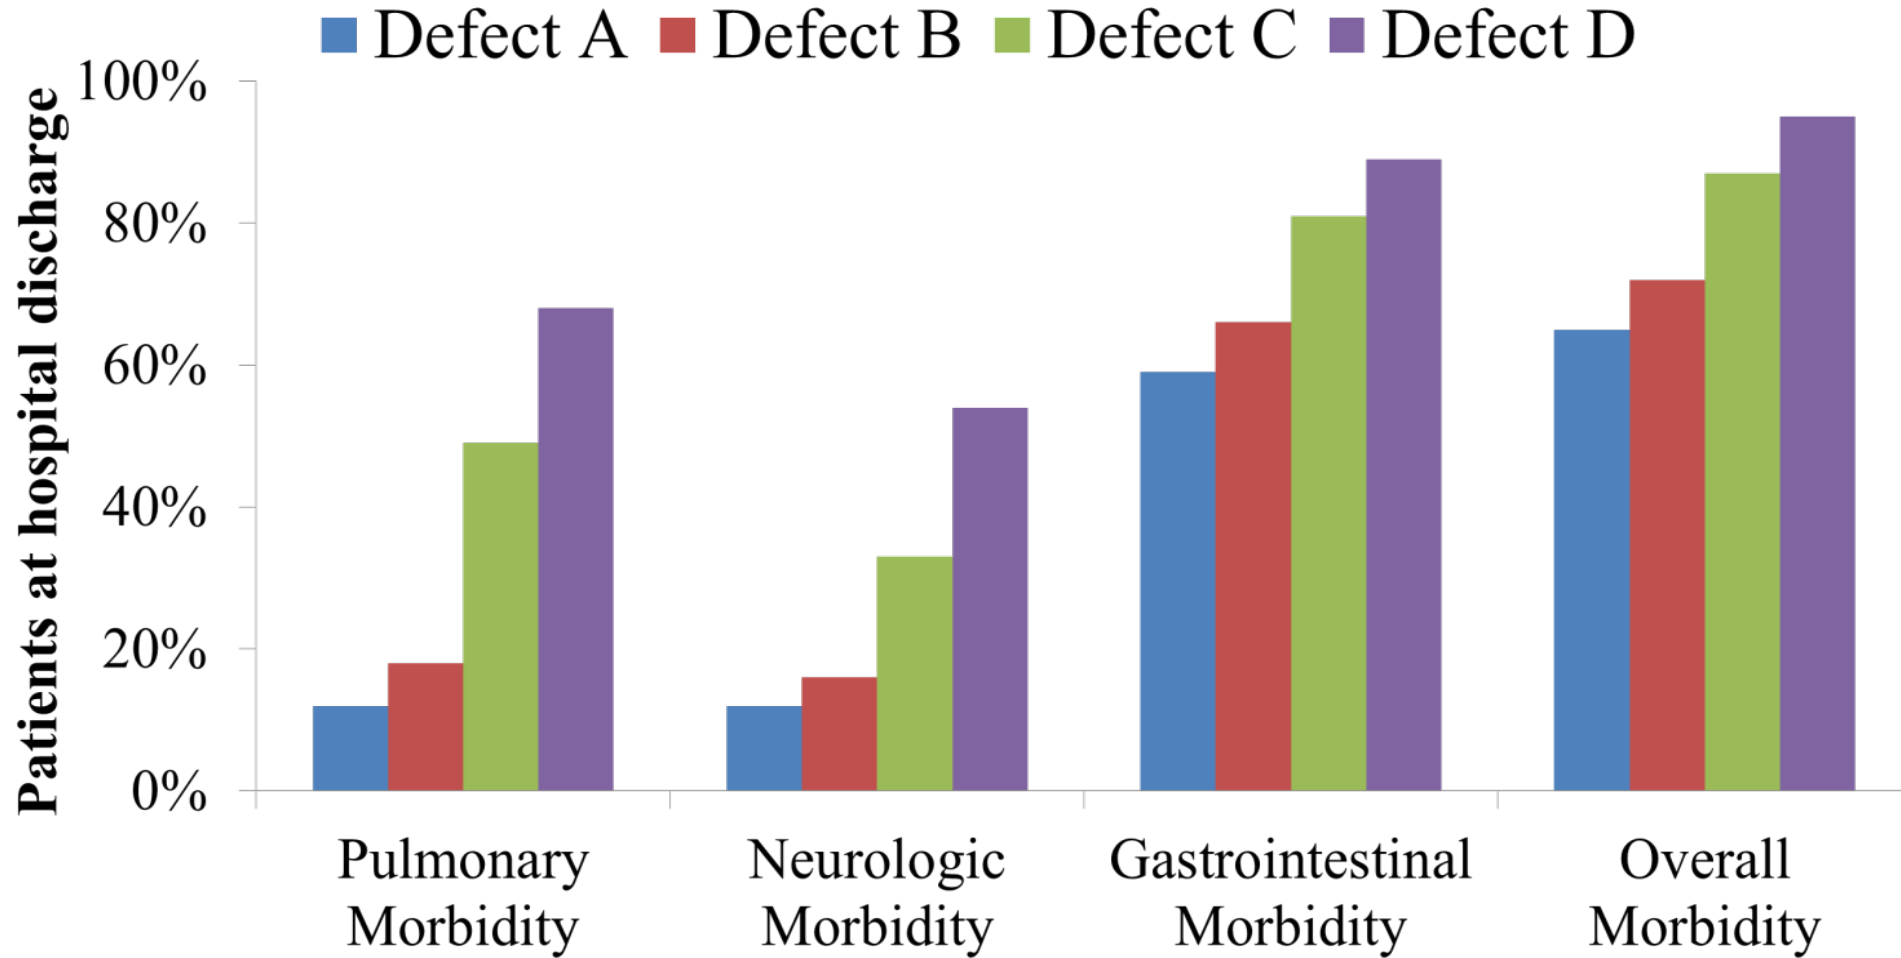 Defect A Defect B Defect C Defect D
Patients at hospital discharge
100%
80%
60%
40%
20%
0%
Pulmonary Morbidity
Neurologic Morbidity
Gastrointestinal Morbidity
Overall Morbidity